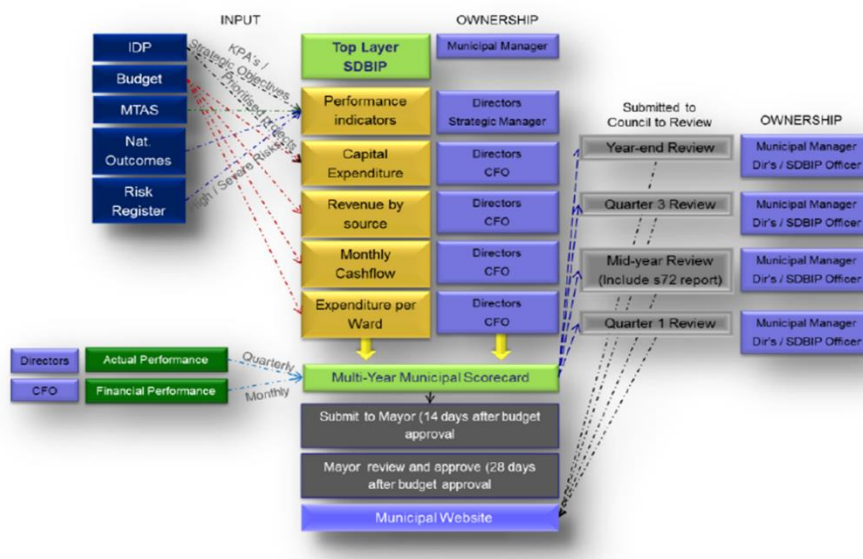 INPUT
OWNERSHIP
IDP
Budget
MTAS
Nat.
Outcomes
Risk
Register
KPA's /
Strategic Objectives
Prioritised Projects
High / Severe Risks
Top Layer
SDBIP
Municipal Manager
Performance
indicators
Directors
Strategic Manager
Capital
Expenditure
Directors
CFO
Revenue by
source
Directors
CFO
Monthly
Cashflow
Directors
CFO
Expenditure per
Ward
Directors
CFO
Submitted to
Council to Review
OWNERSHIP
Year-end Review
Municipal Manager
Dir's / SDBIP Officer
Quarter 3 Review
Municipal Manager
Dir's / SDBIP Officer
Mid-year Review
(Include s72 report)
Municipal Manager
Dir's / SDBIP Officer
Quarter 1 Review
Municipal Manager
Dir's / SDBIP Officer
Directors
Actual Performance
Quarterly
CFO
Financial Performance
Monthly
Multi-Year Municipal Scorecard
Submit to Mayor (14 days after budget
approval
Mayor review and approve (28 days
after budget approval
Municipal Website